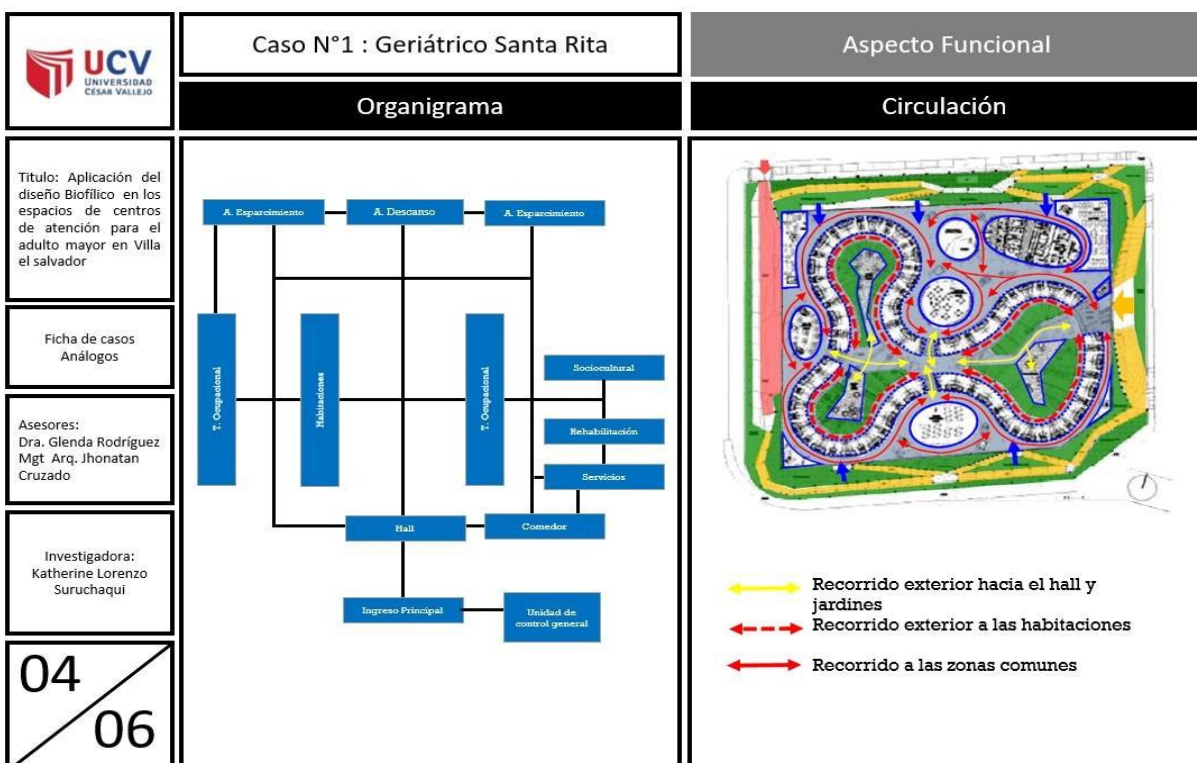 UCV
UNIVERSIDAD
CÉSAR VALLEJO
Caso N°1 : Geriátrico Santa Rita
Aspecto Funcional
Organigrama
Circulación
Titulo: Aplicación del
diseño Biofílico en los
espacios de centros
de atención para el
adulto mayor en Villa
el salvador
Ficha de casos
Análogos
Asesores:
Dra. Glenda Rodríguez
Mgt Arq. Jhonatan
Cruzado
Investigadora:
Katherine Lorenzo
Suruchaqui
04
06
A. Esparcimiento
A. Descanso
A. Esparcimiento
T. Ocupacional
Habitaciones
T. Ocupacional
Sociocultural
Rehabilitación
Servicios
Hall
Comedor
Ingreso Principal
Unidad de
control general
Recorrido exterior hacia el hall y
jardines
Recorrido exterior a las habitaciones
Recorrido a las zonas comunes